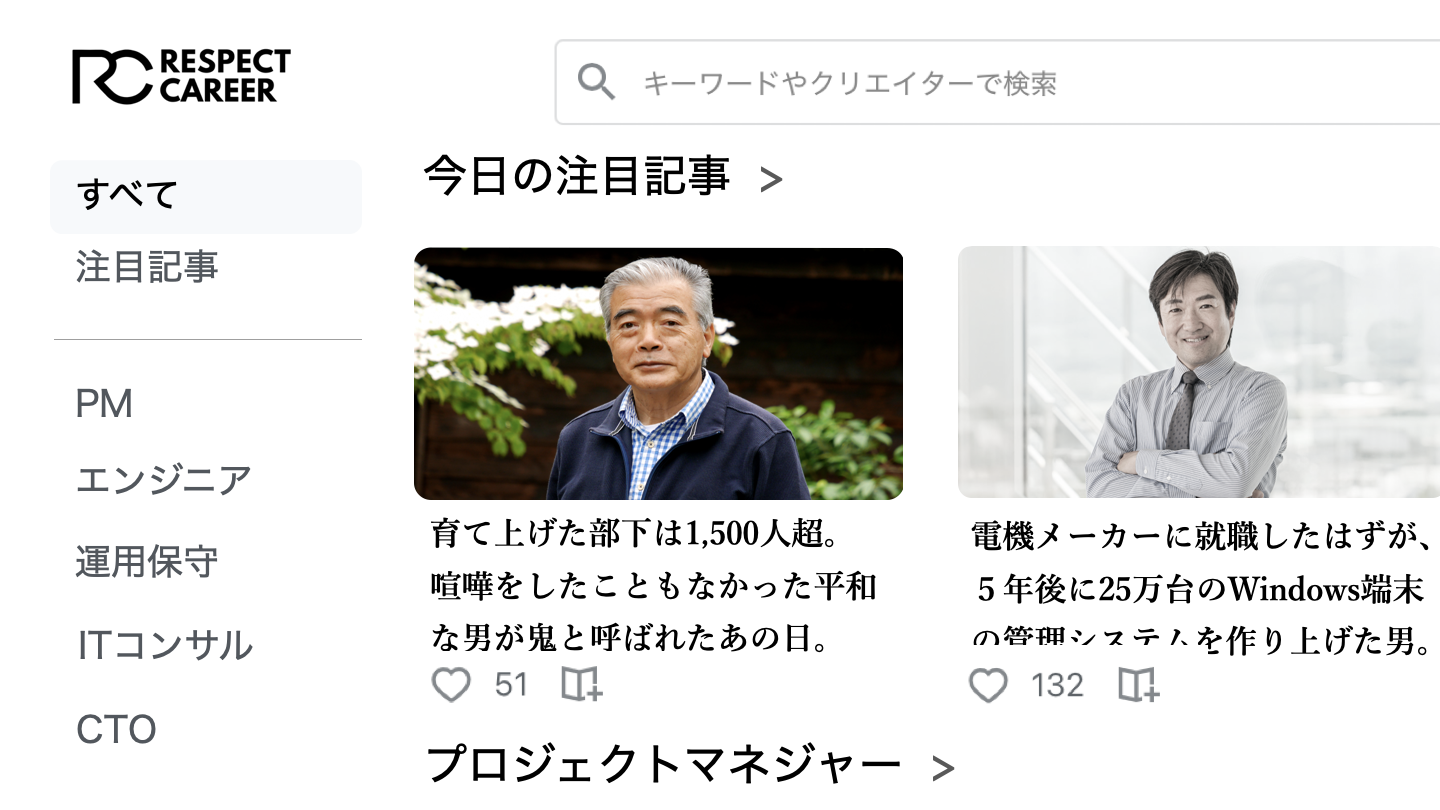 RESPECT
CAREER
キーワードやクリエイターで検索
すべて
注目記事
PM
エンジニア
運用保守
ITコンサル
CTO
今日の注目記事 >
育て上げた部下は1,500人超。
喧嘩をしたこともなかった平和
な男が鬼と呼ばれたあの日。
51
電機メーカーに就職したはずが、
５年後に25万台のWindows端末
の管理システムを作り上げた男。
132
プロジェクトマネジャー >